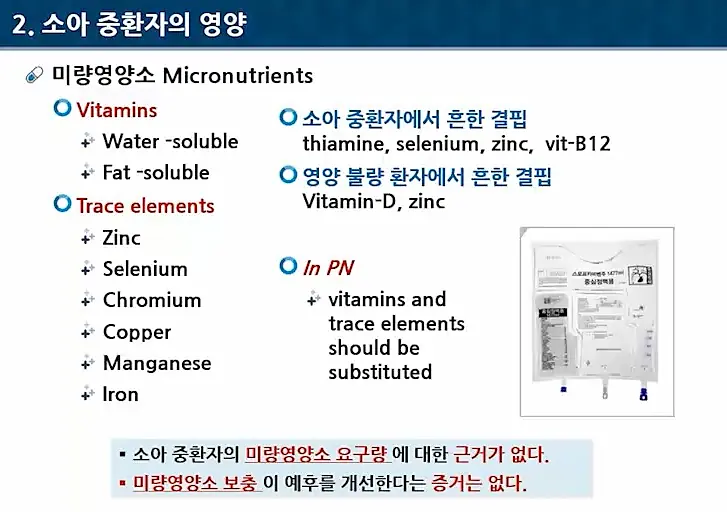 2. 소아 중환자의 영양
미량영양소 Micronutrients
Vitamins
Water -soluble
Fat -soluble
Trace elements
Zinc
Selenium
Chromium
Copper
Manganese
Iron
소아 중환자에서 흔한 결핍
thiamine, selenium, zinc, vit-B12
영양 불량 환자에서 흔한 결핍
Vitamin-D, zinc
In PN
vitamins and
trace elements
should be
substituted
중심정맥용
▪ 소아 중환자의 미량영양소 요구량 에 대한 근거가 없다.
▪ 미량영양소 보충 이 예후를 개선한다는 증거는 없다.